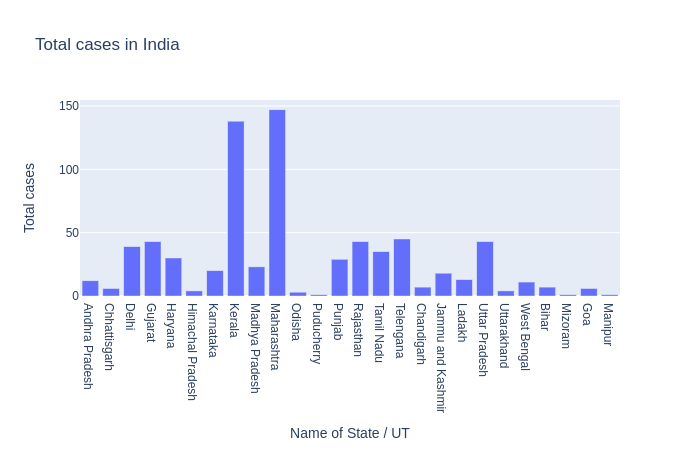 Total cases in India
150
100
50
0
Total cases
Andhra Pradesh
Chhattisgarh
Delhi
Gujarat
Haryana
Himachal Pradesh
Karnataka
Kerala
Madhya Pradesh
Maharashtra
Odisha
Puducherry
Punjab
Rajasthan
Tamil Nadu
Telengana
Chandigarh
Jammu and Kashmir
Ladakh
Uttar Pradesh
Uttarakhand
West Bengal
Bihar
Mizoram
Goa
Manipur
Name of State / UT